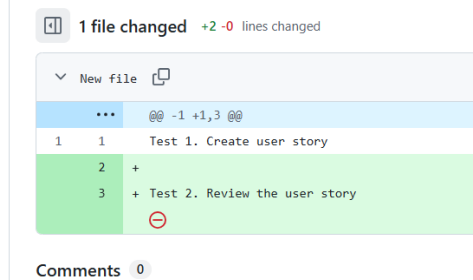 1 file changed +2 -0 lines changed
New file
@@ -1 +1,3 @@
1 1 Test 1. Create user story
2 +
3 + Test 2. Review the user story
Comments 0